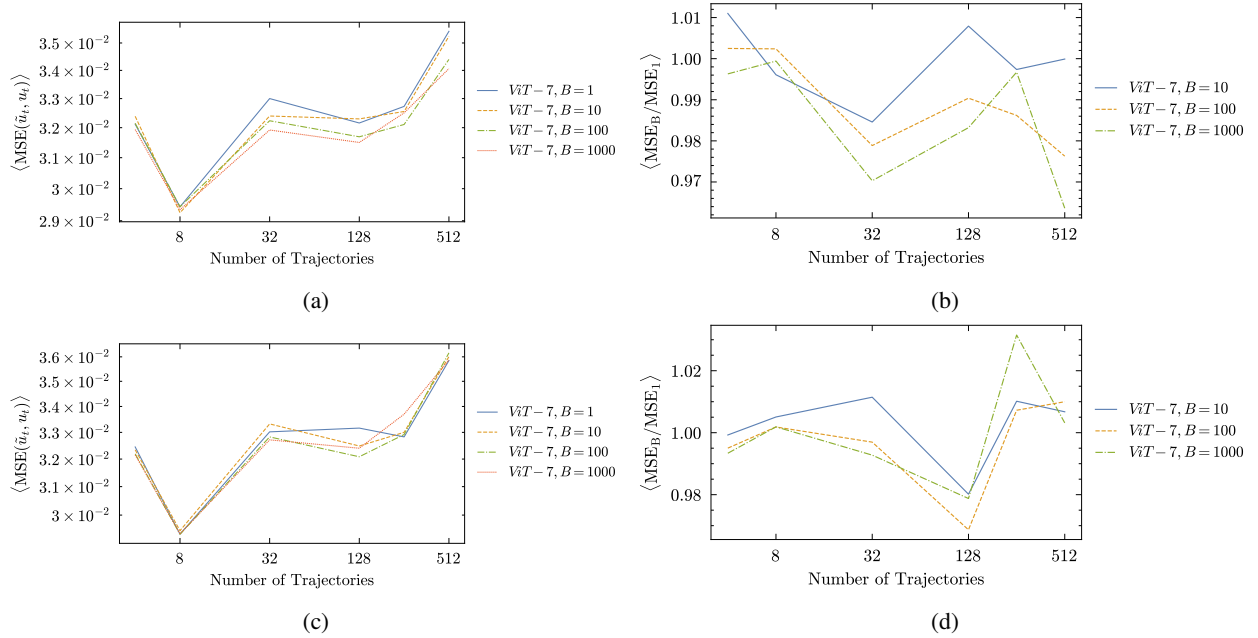 ⟨MSE(ũ_t, u_t)⟩
3.5 × 10⁻²
3.4 × 10⁻²
3.3 × 10⁻²
3.2 × 10⁻²
3.1 × 10⁻²
3 × 10⁻²
2.9 × 10⁻²
8 32 128 512
Number of Trajectories
ViT − 7, B = 1
ViT − 7, B = 10
ViT − 7, B = 100
ViT − 7, B = 1000
(a)
⟨MSE_B/MSE_1⟩
1.01
1.00
0.99
0.98
0.97
8 32 128 512
Number of Trajectories
ViT − 7, B = 10
ViT − 7, B = 100
ViT − 7, B = 1000
(b)
⟨MSE(ũ_t, u_t)⟩
3.6 × 10⁻²
3.5 × 10⁻²
3.4 × 10⁻²
3.3 × 10⁻²
3.2 × 10⁻²
3.1 × 10⁻²
3 × 10⁻²
8 32 128 512
Number of Trajectories
ViT − 7, B = 1
ViT − 7, B = 10
ViT − 7, B = 100
ViT − 7, B = 1000
(c)
⟨MSE_B/MSE_1⟩
1.02
1.00
0.98
8 32 128 512
Number of Trajectories
ViT − 7, B = 10
ViT − 7, B = 100
ViT − 7, B = 1000
(d)